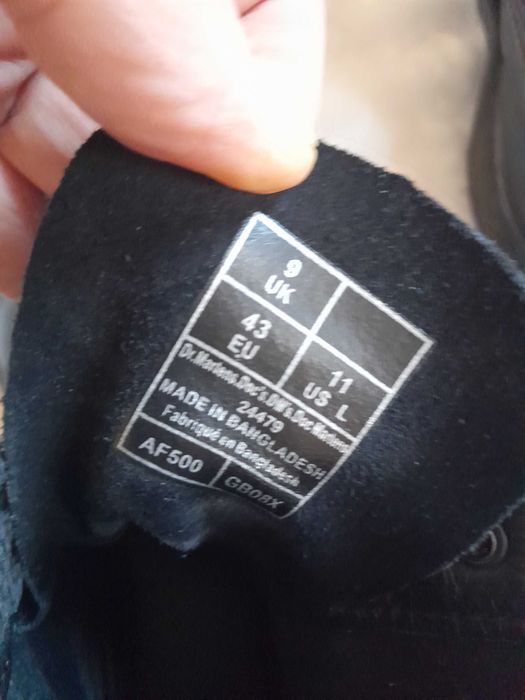 9
UK
43
EU
11
US L
Dr.Martens.Doc's.DM's.Doc Martens
24479
MADE IN BANGLADESH
Fabriqué en Bangladesh
AF500
GB08X